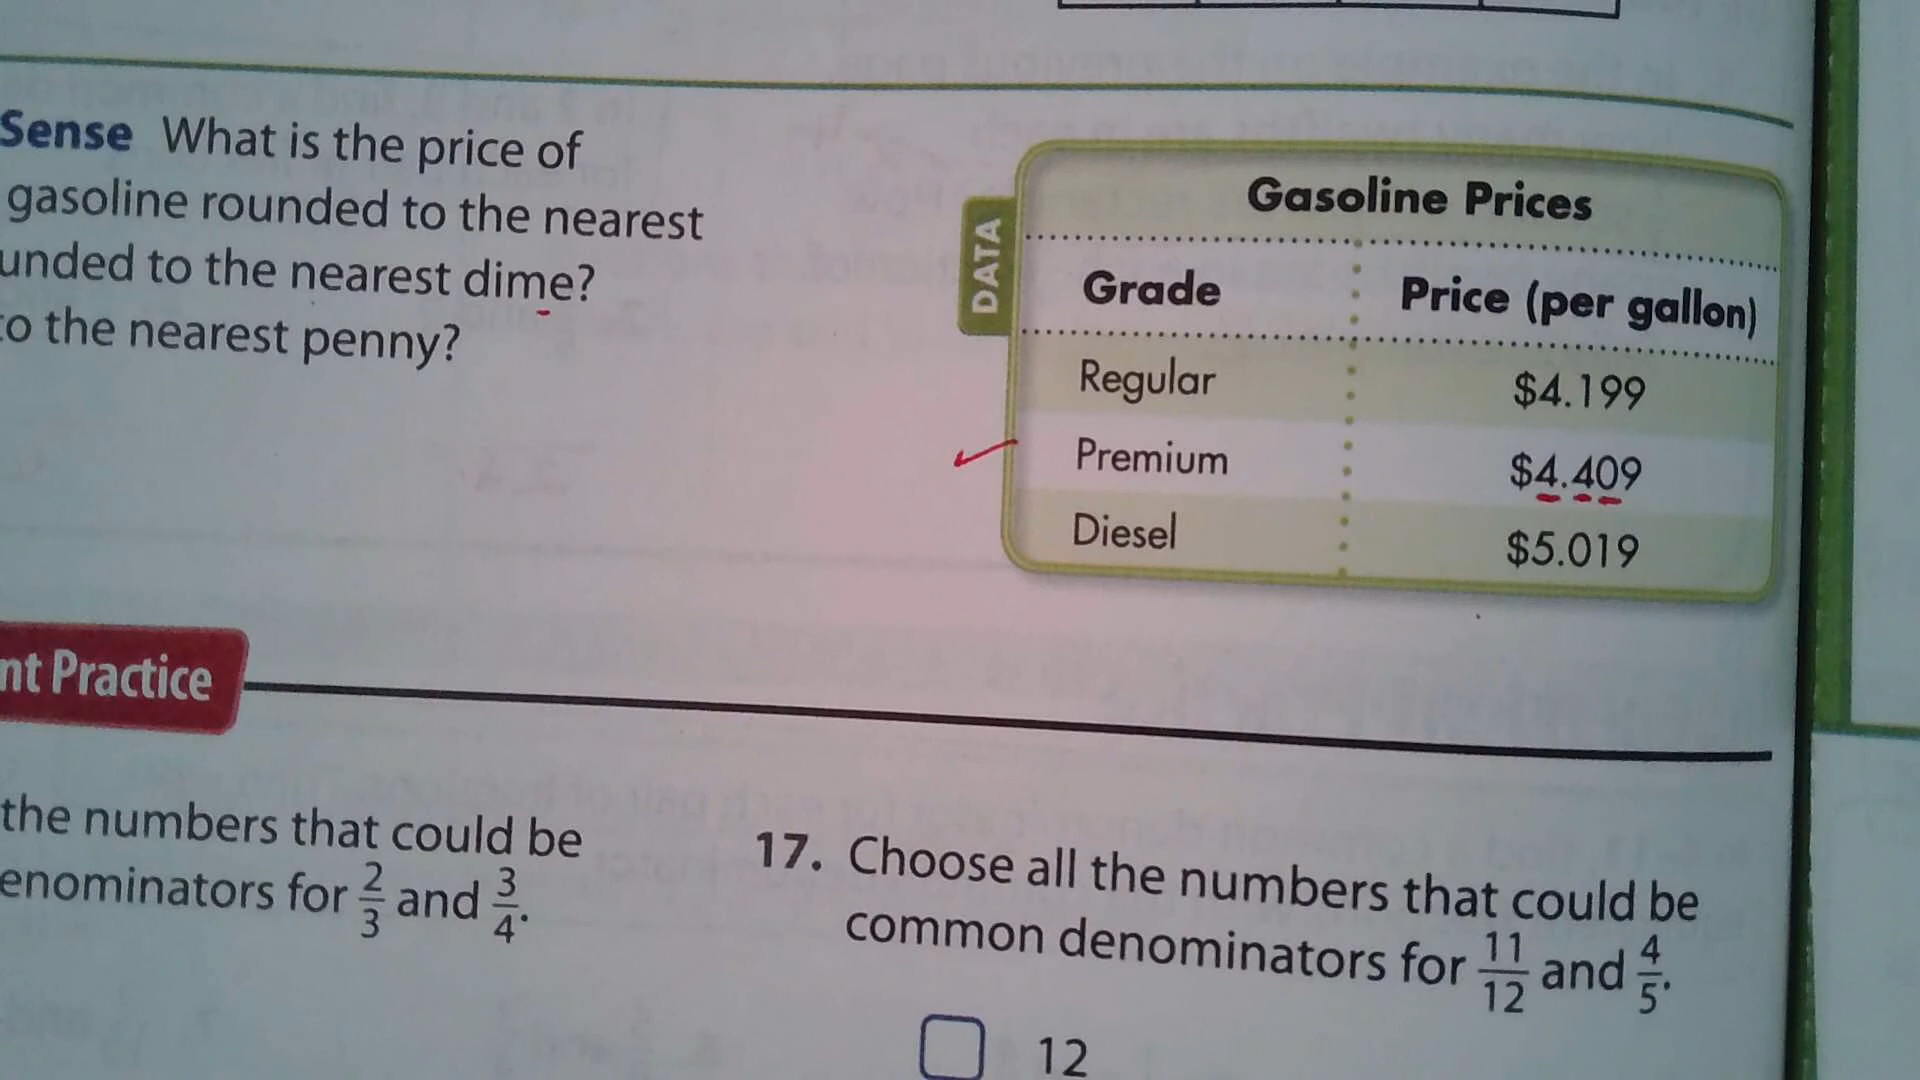 Sense What is the price of
gasoline rounded to the nearest
unded to the nearest dime?
to the nearest penny?
DATA
Gasoline Prices
Grade Price (per gallon)
Regular $4.199
Premium $4.409
Diesel $5.019
nt Practice
the numbers that could be
enominators for 2/3 and 3/4.
17. Choose all the numbers that could be
common denominators for 11/12 and 4/5.
12